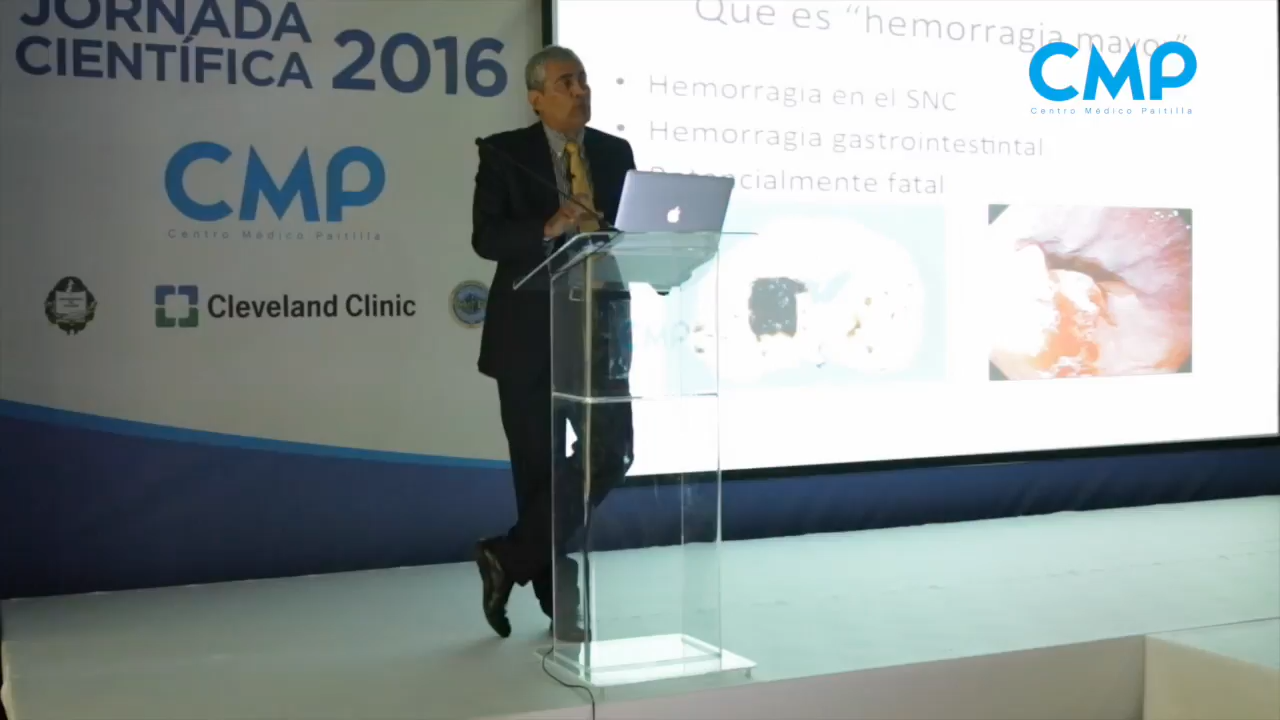 JORNADA
CIENTÍFICA 2016
CMP
Centro Médico Paitilla
Cleveland Clinic
Que es “hemorragia mayor”
• Hemorragia en el SNC
• Hemorragia gastrointestintal
Potencialmente fatal
CMP
Centro Médico Paitilla